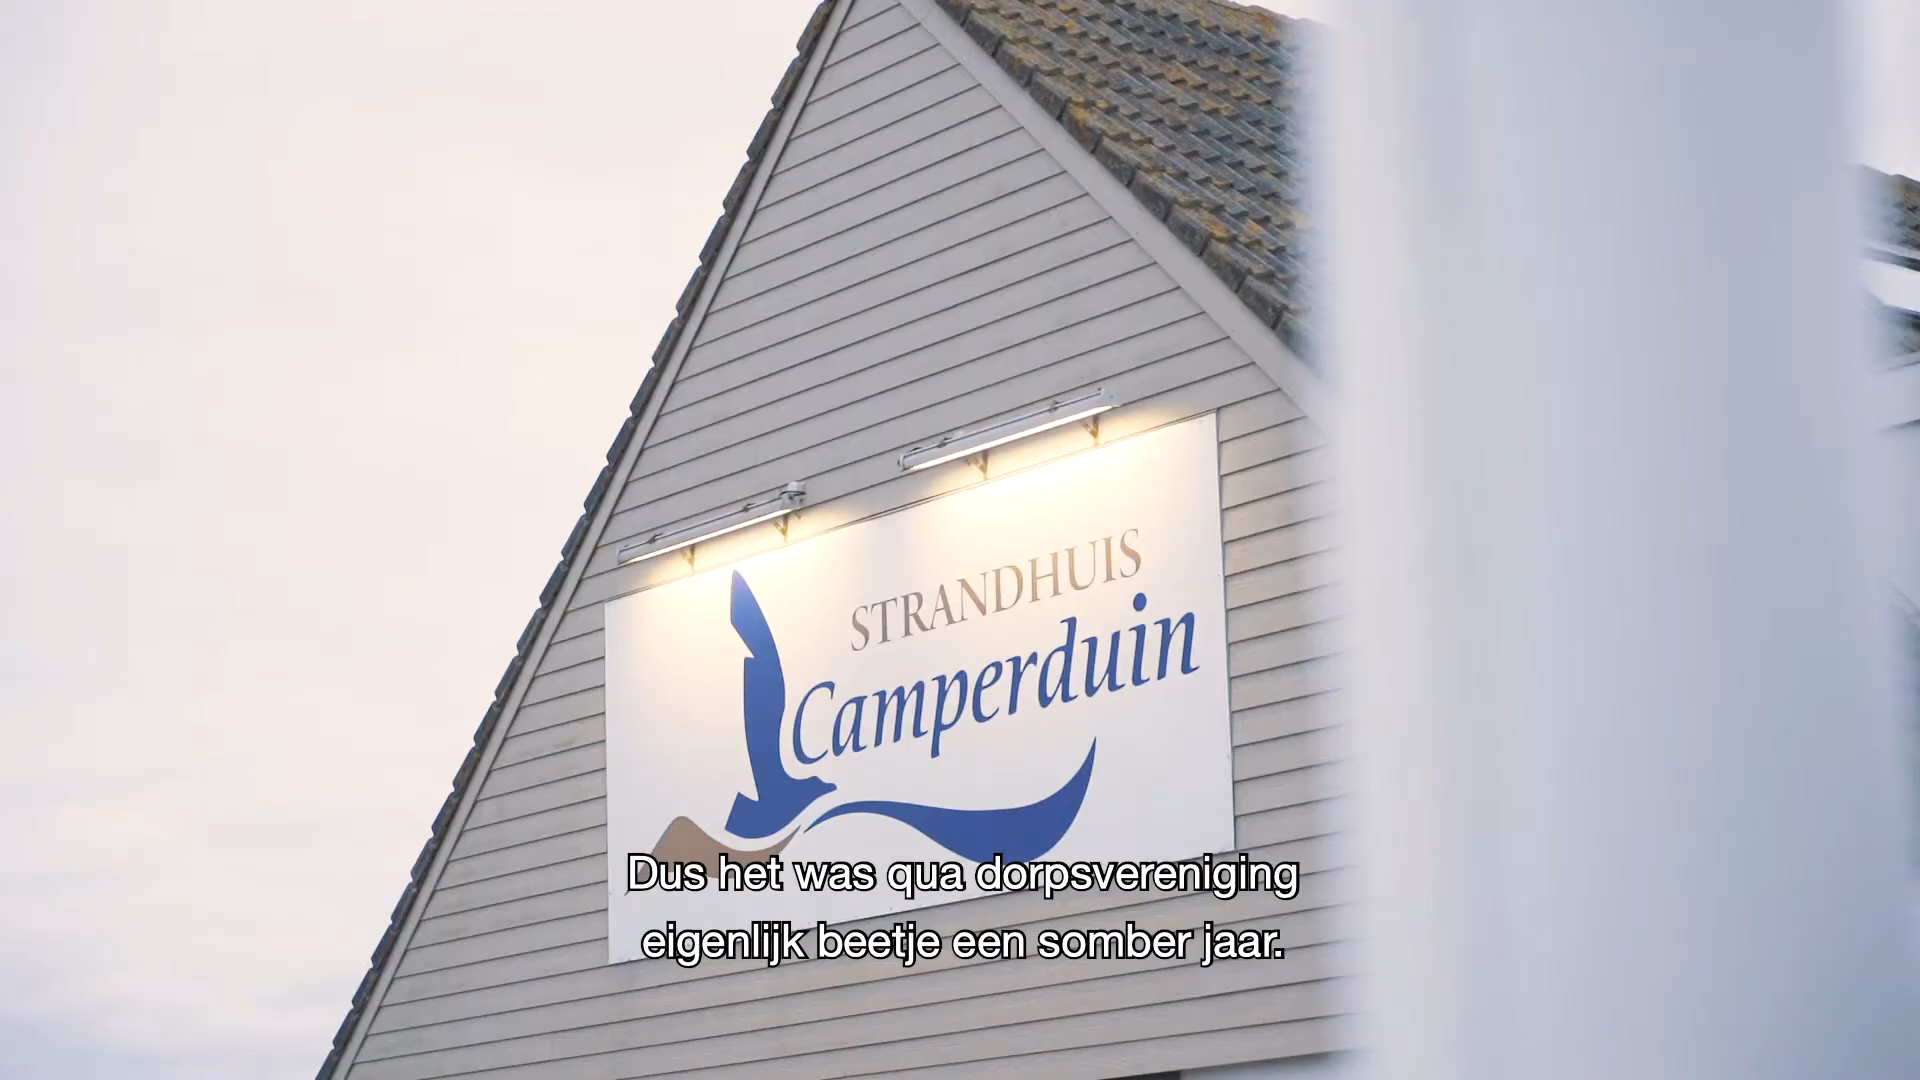 STRANDHUIS
Camperduin
Dus het was qua dorpsvereniging
eigenlijk beetje een somber jaar.